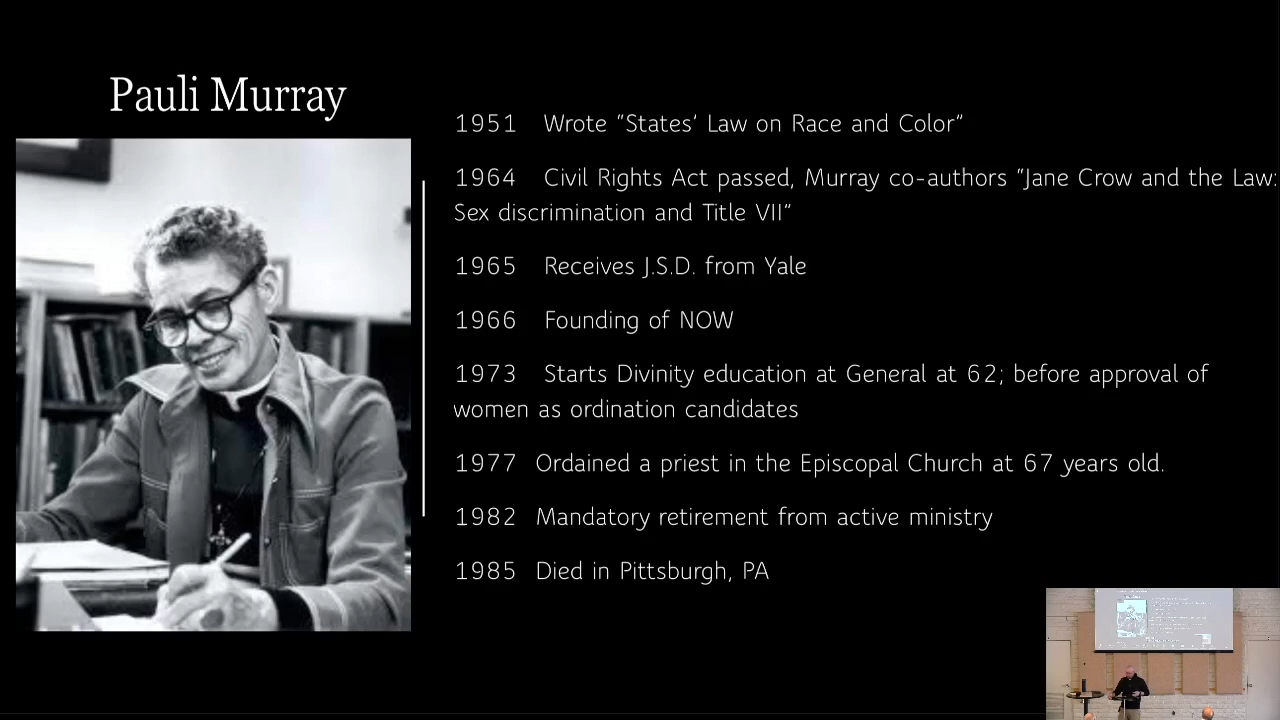 Pauli Murray
1951 Wrote “States’ Law on Race and Color”
1964 Civil Rights Act passed, Murray co-authors “Jane Crow and the Law:
Sex discrimination and Title VII”
1965 Receives J.S.D. from Yale
1966 Founding of NOW
1973 Starts Divinity education at General at 62; before approval of
women as ordination candidates
1977 Ordained a priest in the Episcopal Church at 67 years old.
1982 Mandatory retirement from active ministry
1985 Died in Pittsburgh, PA